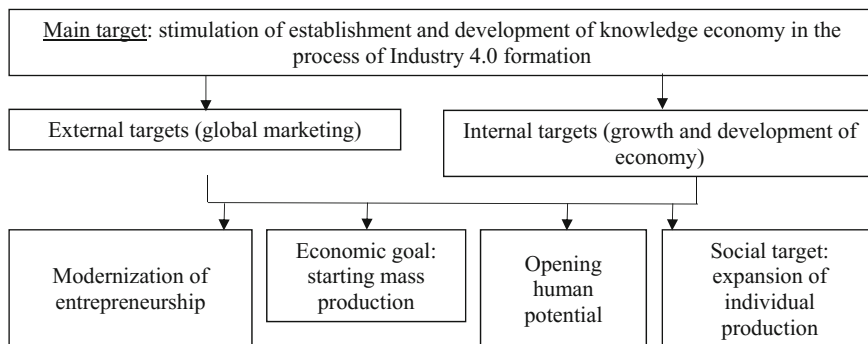 Main target: stimulation of establishment and development of knowledge economy in the
process of Industry 4.0 formation
External targets (global marketing)
Internal targets (growth and development of
economy)
Modernization of
entrepreneurship
Economic goal:
starting mass
production
Opening
human
potential
Social target:
expansion of
individual
production